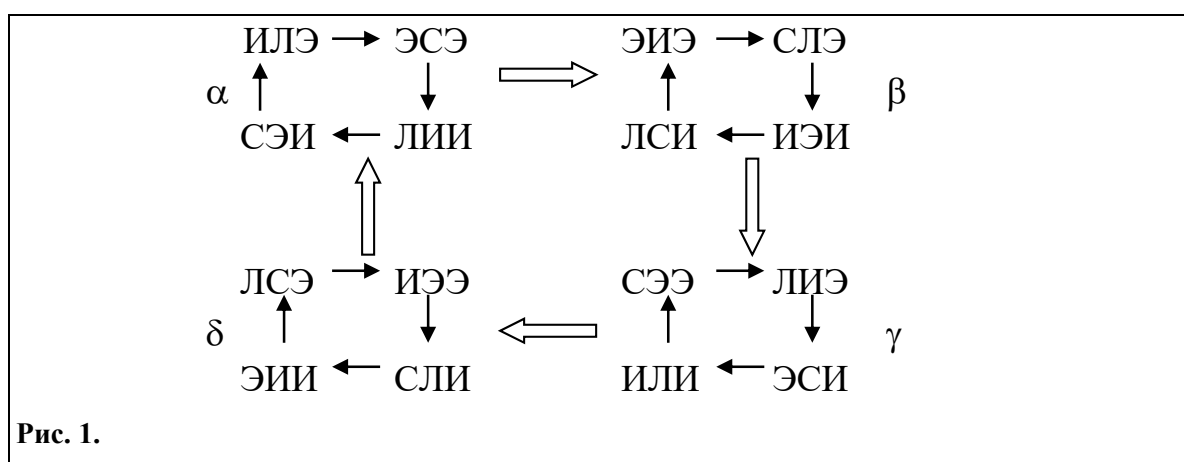 ИЛЭ ЭСЭ ЭИЭ СЛЭ
α β
СЭИ ЛИИ ЛСИ ИЭИ
ЛСЭ ИЭЭ СЭЭ ЛИЭ
δ γ
ЭИИ СЛИ ИЛИ ЭСИ
Рис. 1.